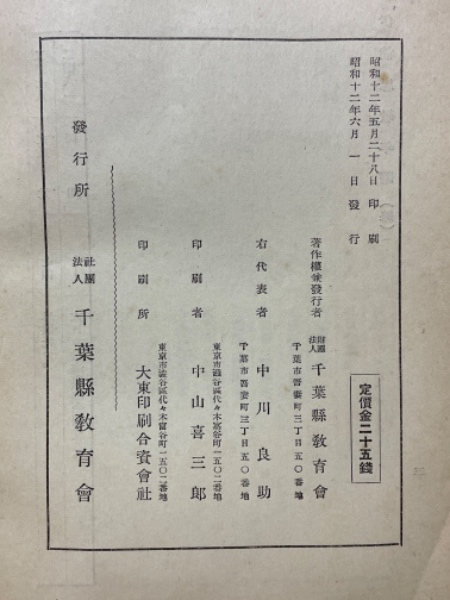 昭和十二年五月二十八日 印刷
昭和十二年六月 一 日 發 行
定價金二十五錢
千葉市吾妻町三丁目五〇番地
著作權兼發行者 財團法人 千葉縣教育會
千葉市吾妻町三丁目五〇番地
右代表者 中川良助
東京市澁谷區代々木富谷町一五〇二番地
印刷者 中山喜三郎
東京市澁谷區代々木富谷町一五〇二番地
印刷所 大東印刷合資會社
發行所 社團法人 千葉縣敎育會